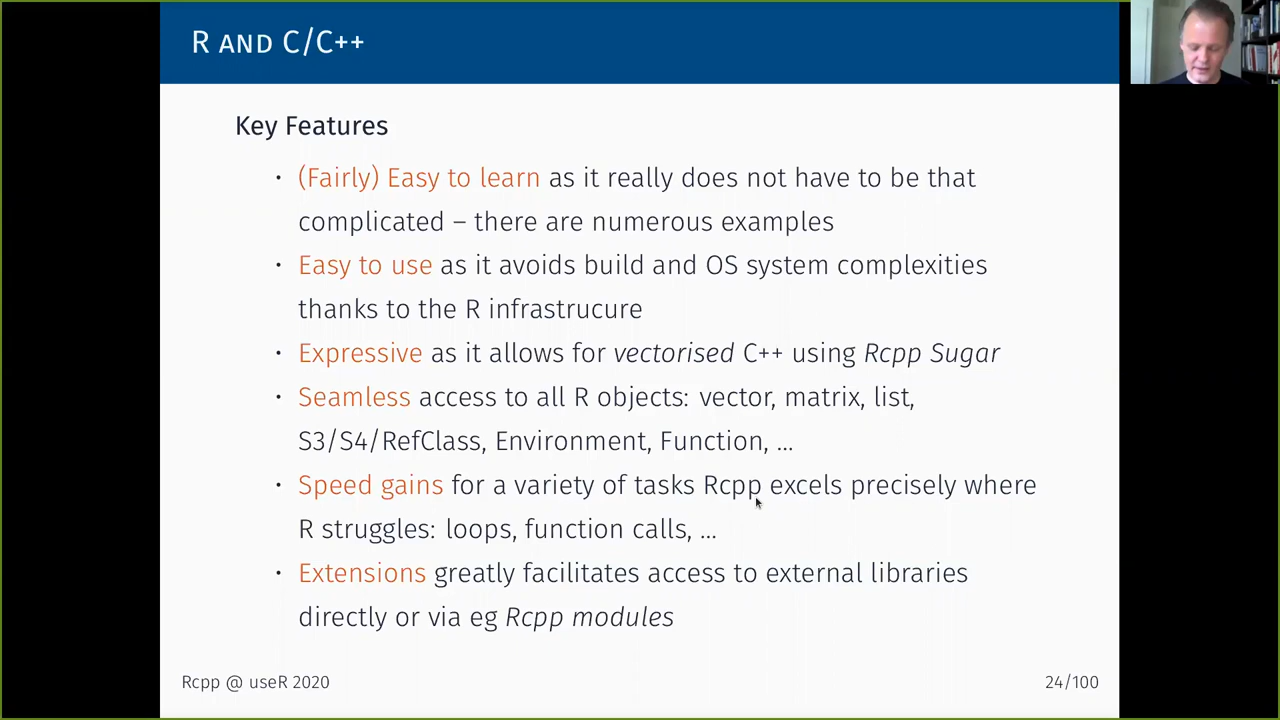 R AND C/C++
Key Features
• (Fairly) Easy to learn as it really does not have to be that
complicated – there are numerous examples
• Easy to use as it avoids build and OS system complexities
thanks to the R infrastrucure
• Expressive as it allows for vectorised C++ using Rcpp Sugar
• Seamless access to all R objects: vector, matrix, list,
S3/S4/RefClass, Environment, Function, ...
• Speed gains for a variety of tasks Rcpp excels precisely where
R struggles: loops, function calls, ...
• Extensions greatly facilitates access to external libraries
directly or via eg Rcpp modules
Rcpp @ useR 2020
24/100